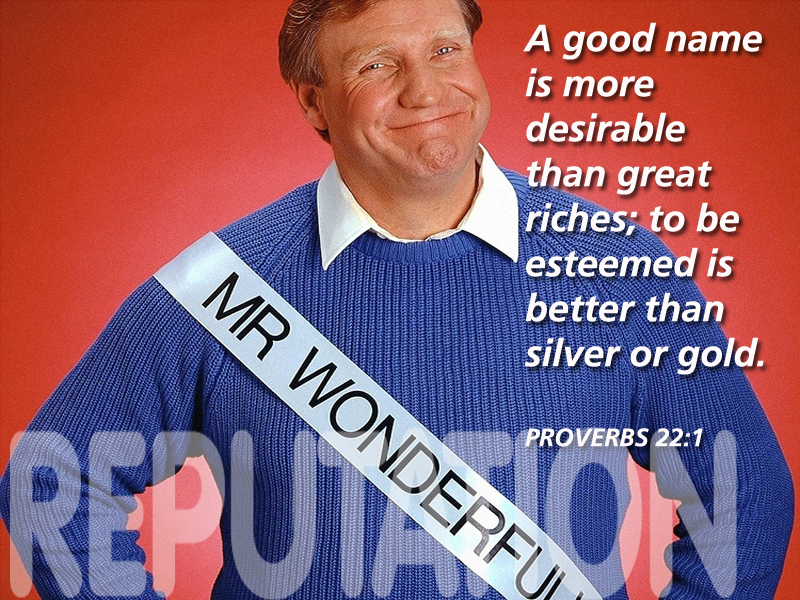 A good name
is more
desirable
than great
riches; to be
esteemed is
better than
silver or gold.
PROVERBS 22:1
MR WONDERFUL
REPUTATION